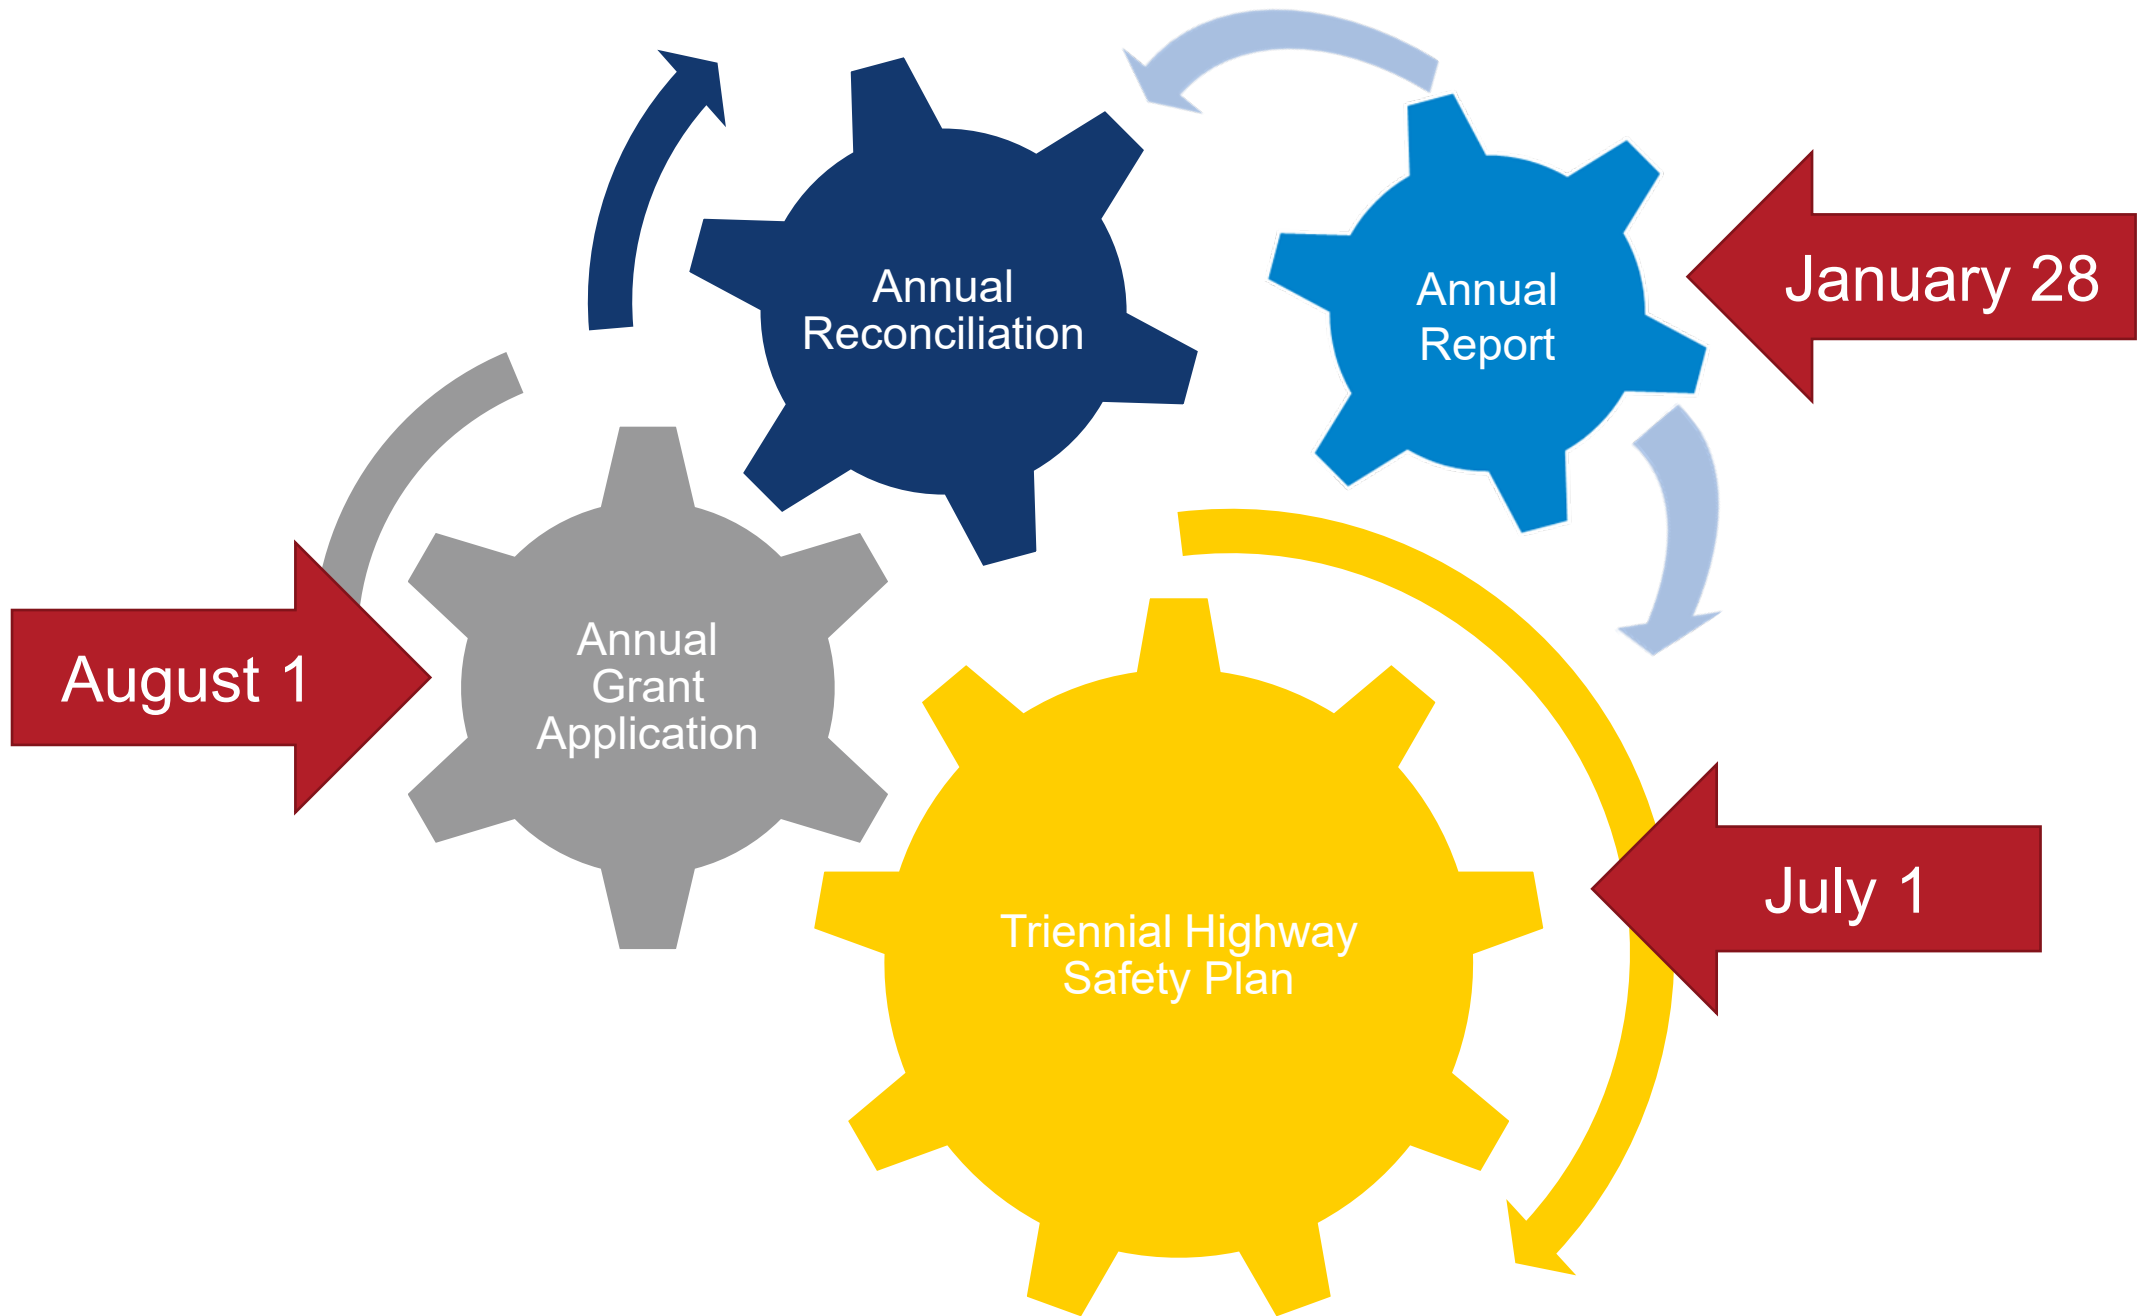 Annual
Reconciliation
Annual
Report
January 28
August 1
Annual
Grant
Application
Triennial Highway
Safety Plan
July 1